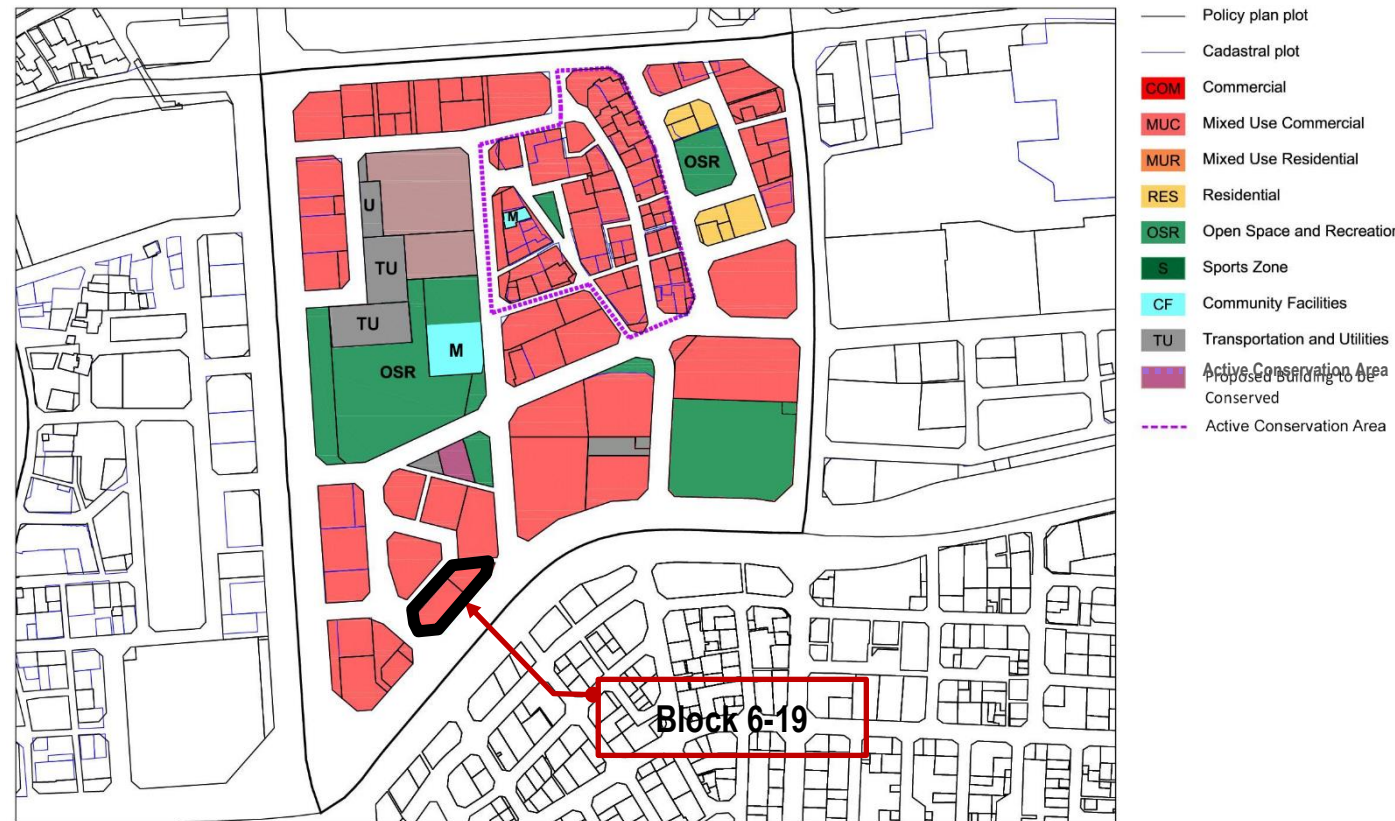 Policy plan plot
Cadastral plot
COM Commercial
MUC Mixed Use Commercial
MUR Mixed Use Residential
RES Residential
OSR Open Space and Recreation
S Sports Zone
CF Community Facilities
TU Transportation and Utilities
Active Conservation Area
Proposed Building to be
Conserved
Active Conservation Area
OSR
U
M
TU
TU
M
OSR
Block 6-19